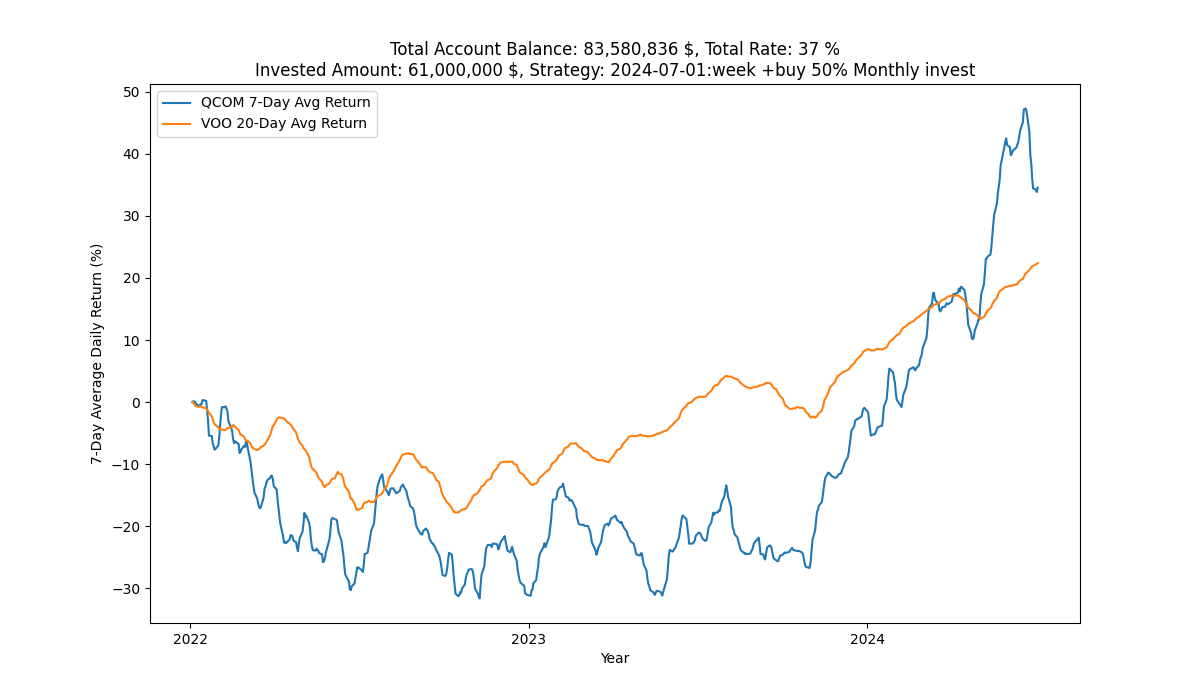 Total Account Balance: 83,580,836 $, Total Rate: 37 %
Invested Amount: 61,000,000 $, Strategy: 2024-07-01:week +buy 50% Monthly invest
QCOM 7-Day Avg Return
VOO 20-Day Avg Return
7-Day Average Daily Return (%)
50
40
30
20
10
0
−10
−20
−30
2022
2023
2024
Year